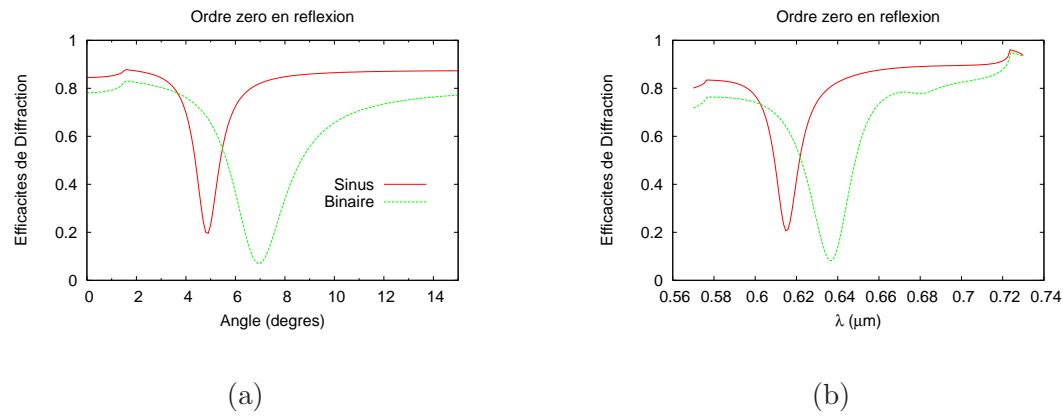 Ordre zero en reflexion
Efficacites de Diffraction
1
0.8
0.6
0.4
0.2
0
Sinus
Binaire
0 2 4 6 8 10 12 14
Angle (degres)
(a)
Ordre zero en reflexion
Efficacites de Diffraction
1
0.8
0.6
0.4
0.2
0
0.56 0.58 0.6 0.62 0.64 0.66 0.68 0.7 0.72 0.74
λ (μm)
(b)